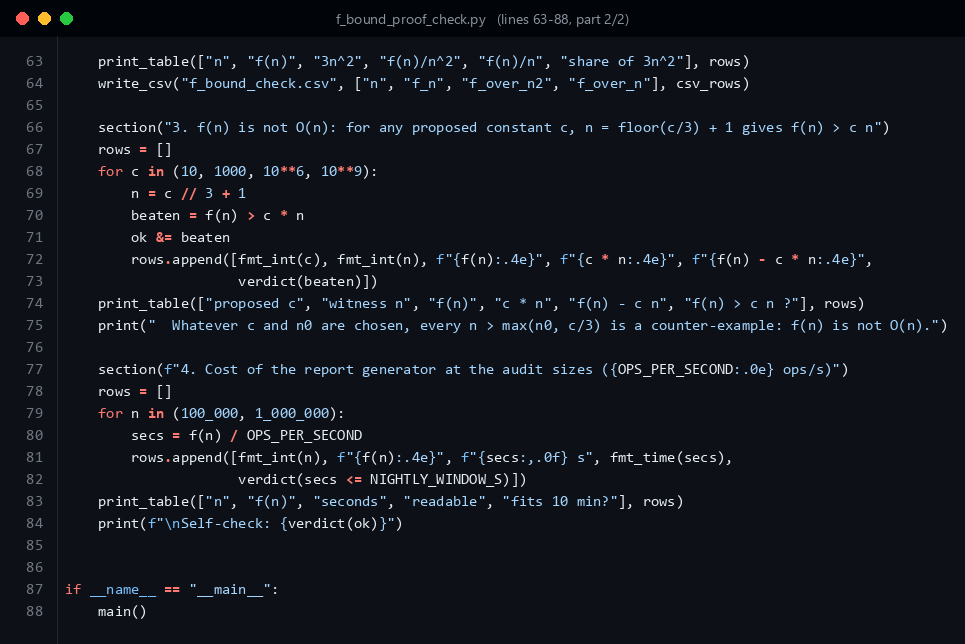 f_bound_proof_check.py (lines 63-88, part 2/2)
63     print_table(["n", "f(n)", "3n^2", "f(n)/n^2", "f(n)/n", "share of 3n^2"], rows)
64     write_csv("f_bound_check.csv", ["n", "f_n", "f_over_n2", "f_over_n"], csv_rows)
65
66     section("3. f(n) is not O(n): for any proposed constant c, n = floor(c/3) + 1 gives f(n) > c n")
67     rows = []
68     for c in (10, 1000, 10**6, 10**9):
69         n = c // 3 + 1
70         beaten = f(n) > c * n
71         ok &= beaten
72         rows.append([fmt_int(c), fmt_int(n), f"{f(n):.4e}", f"{c * n:.4e}", f"{f(n) - c * n:.4e}",
73                      verdict(beaten)])
74     print_table(["proposed c", "witness n", "f(n)", "c * n", "f(n) - c n", "f(n) > c n ?"], rows)
75     print("  Whatever c and n0 are chosen, every n > max(n0, c/3) is a counter-example: f(n) is not O(n).")
76
77     section(f"4. Cost of the report generator at the audit sizes ({OPS_PER_SECOND:.0e} ops/s)")
78     rows = []
79     for n in (100_000, 1_000_000):
80         secs = f(n) / OPS_PER_SECOND
81         rows.append([fmt_int(n), f"{f(n):.4e}", f"{secs:,.0f} s", fmt_time(secs),
82                      verdict(secs <= NIGHTLY_WINDOW_S)])
83     print_table(["n", "f(n)", "seconds", "readable", "fits 10 min?"], rows)
84     print(f"\nSelf-check: {verdict(ok)}")
85
86
87 if __name__ == "__main__":
88     main()